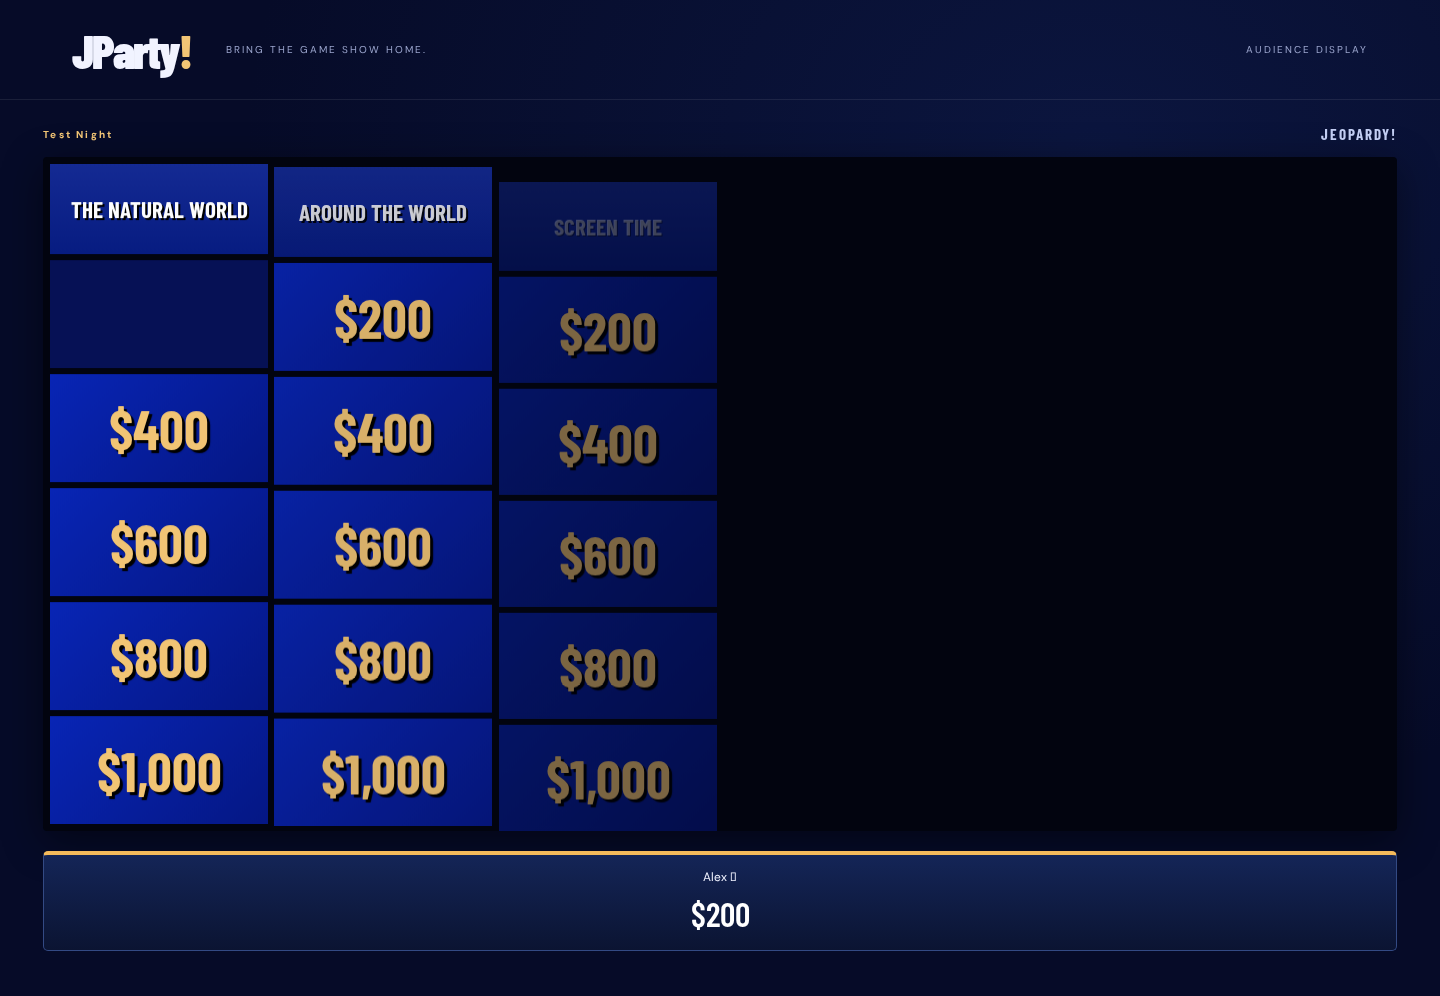 JParty!
BRING THE GAME SHOW HOME.
AUDIENCE DISPLAY
Test Night
JEOPARDY!
THE NATURAL WORLD
AROUND THE WORLD
SCREEN TIME
$200
$200
$400
$400
$400
$600
$600
$600
$800
$800
$800
$1,000
$1,000
$1,000
Alex
$200